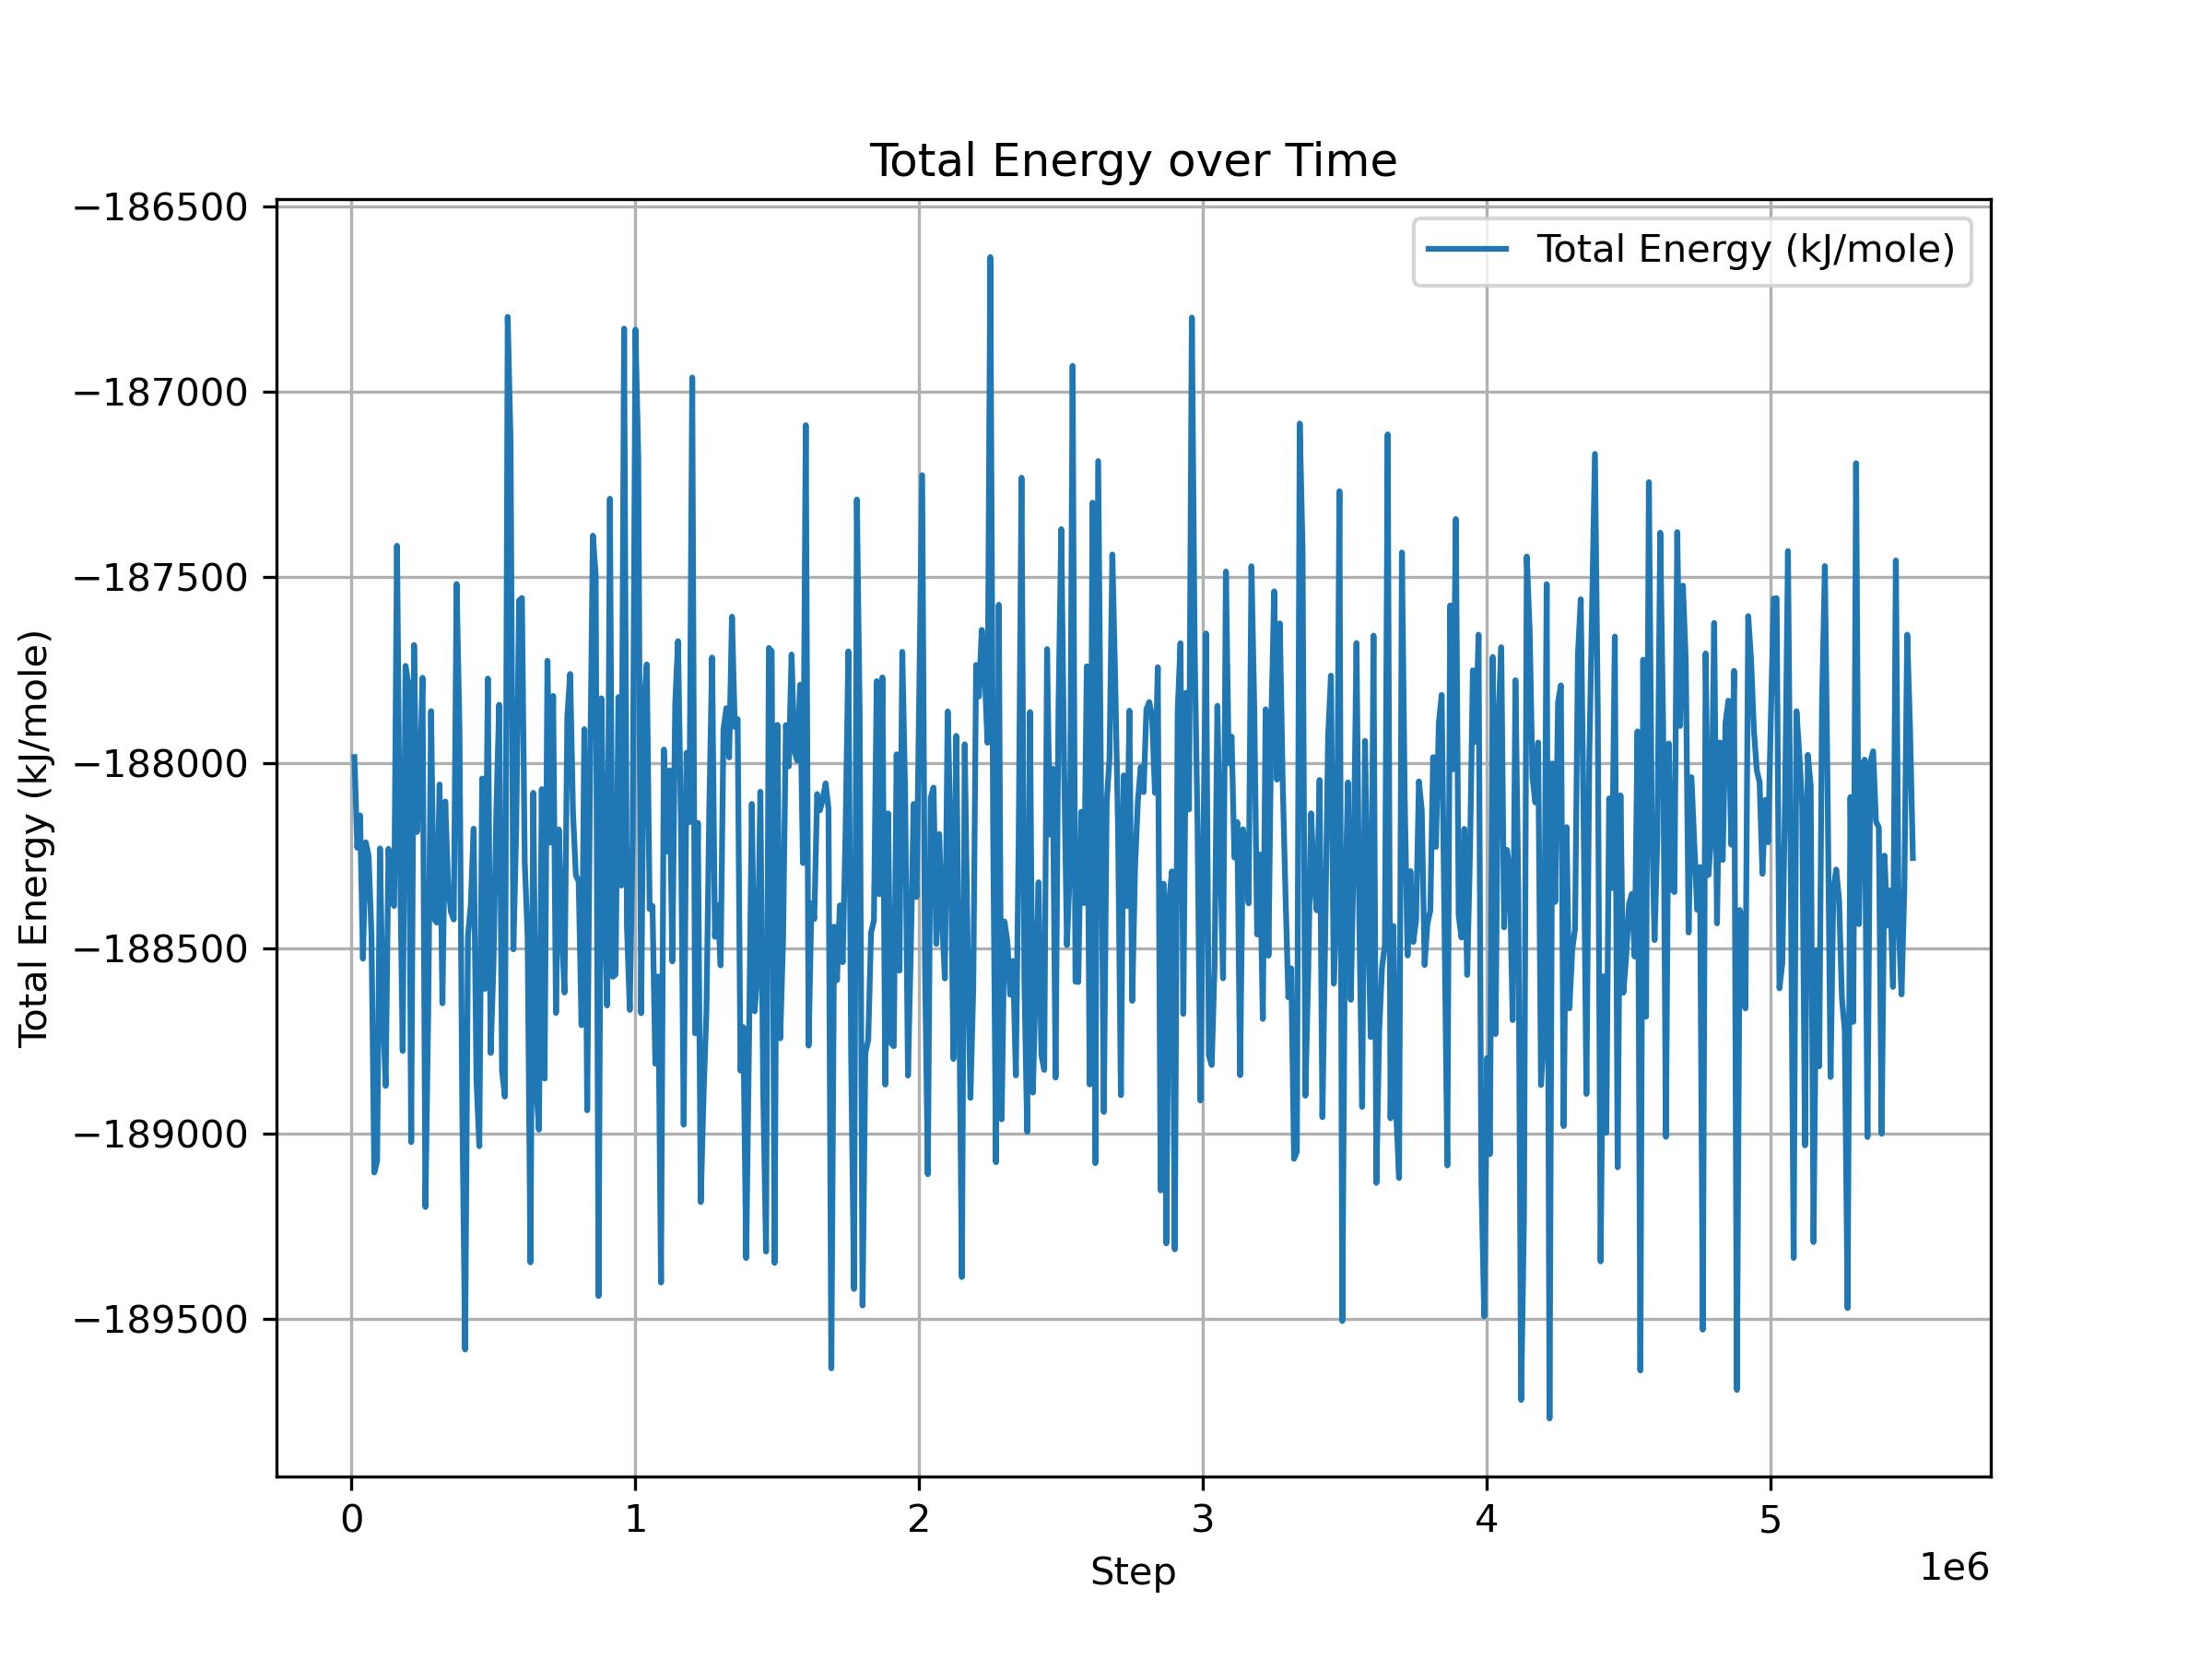 Total Energy over Time
Total Energy (kJ/mole)
−186500
−187000
−187500
−188000
−188500
−189000
−189500
Total Energy (kJ/mole)
0 1 2 3 4 5
1e6
Step